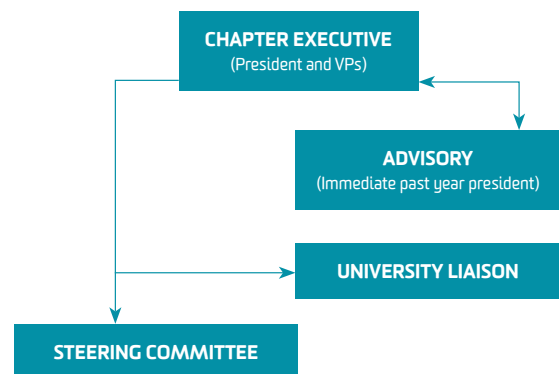 CHAPTER EXECUTIVE
(President and VPs)
ADVISORY
(Immediate past year president)
UNIVERSITY LIAISON
STEERING COMMITTEE